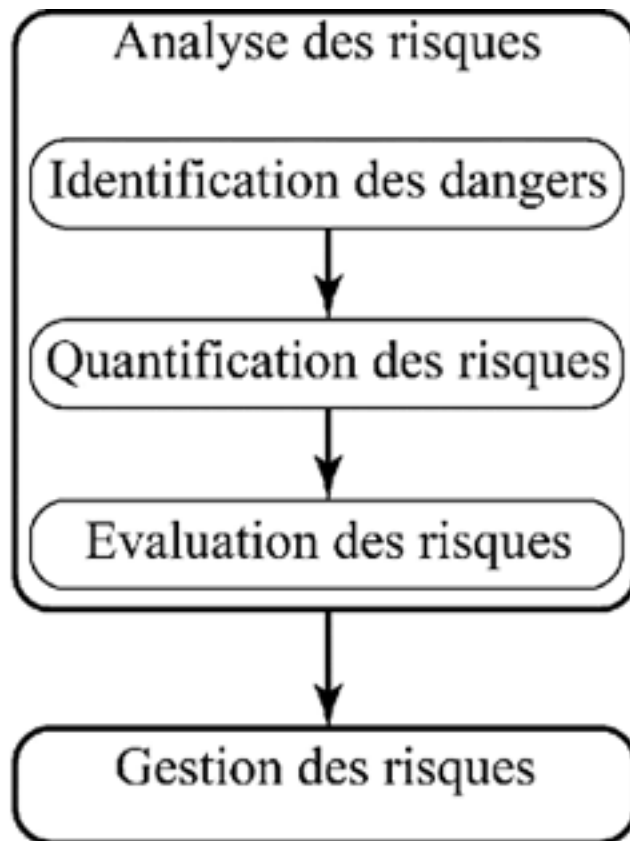 Analyse des risques
Identification des dangers
Quantification des risques
Evaluation des risques
Gestion des risques